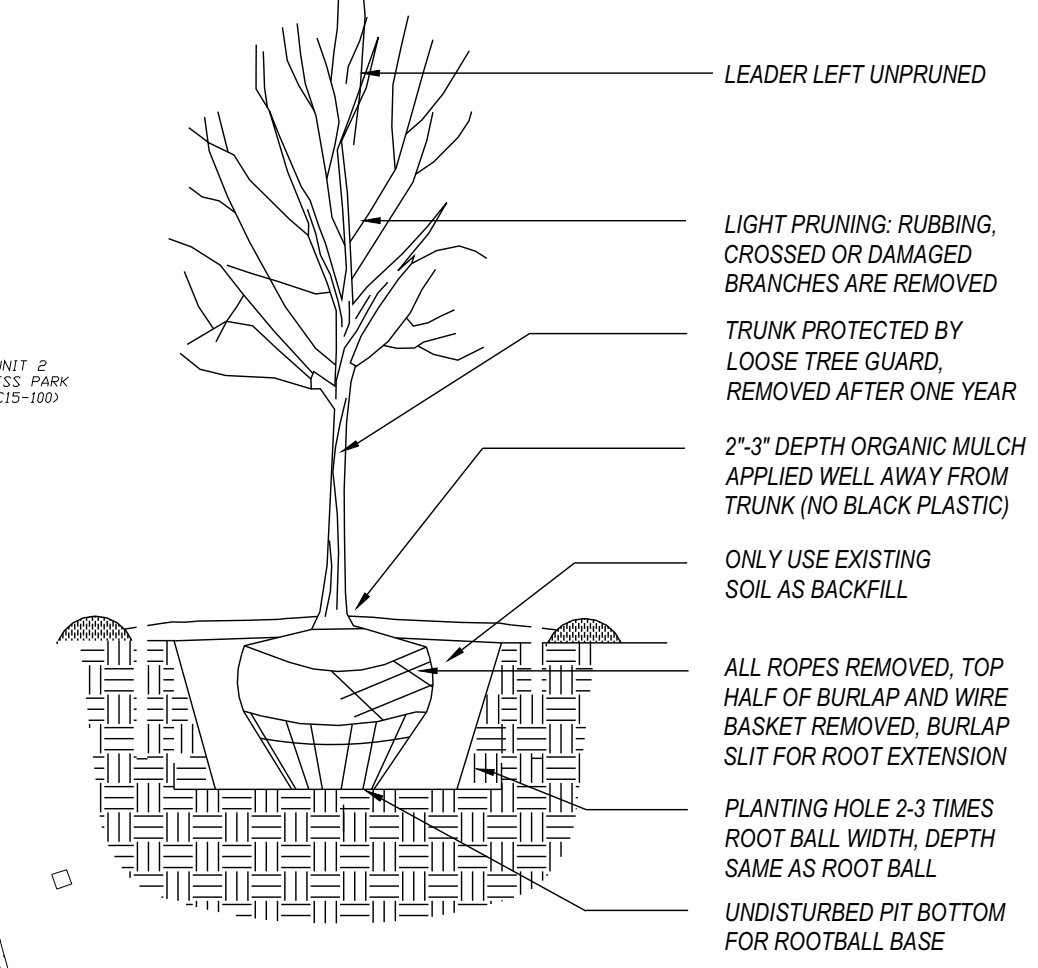 LEADER LEFT UNPRUNED
LIGHT PRUNING: RUBBING,
CROSSED OR DAMAGED
BRANCHES ARE REMOVED
TRUNK PROTECTED BY
LOOSE TREE GUARD,
REMOVED AFTER ONE YEAR
2"-3" DEPTH ORGANIC MULCH
APPLIED WELL AWAY FROM
TRUNK (NO BLACK PLASTIC)
ONLY USE EXISTING
SOIL AS BACKFILL
ALL ROPES REMOVED, TOP
HALF OF BURLAP AND WIRE
BASKET REMOVED, BURLAP
SLIT FOR ROOT EXTENSION
PLANTING HOLE 2-3 TIMES
ROOT BALL WIDTH, DEPTH
SAME AS ROOT BALL
UNDISTURBED PIT BOTTOM
FOR ROOTBALL BASE
2
PARK